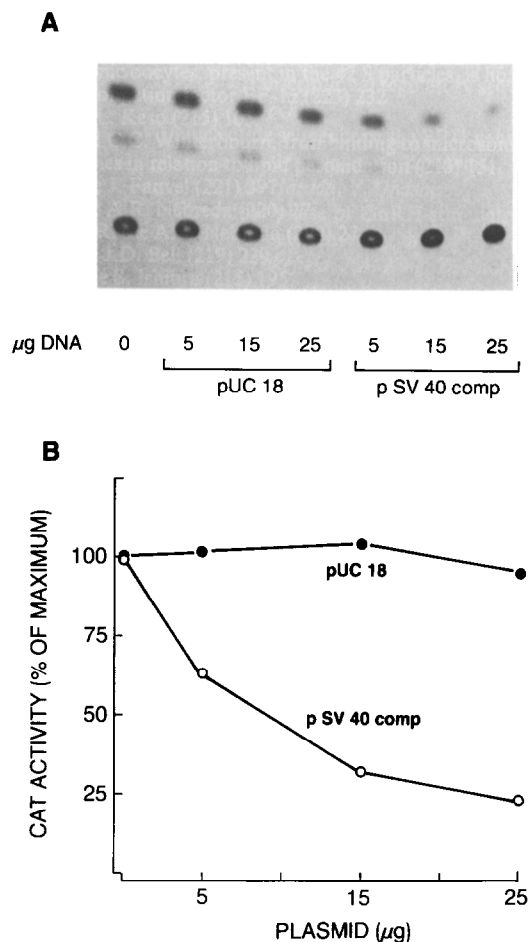 A
µg DNA 0 5 15 25 5 15 25
pUC 18 p SV 40 comp
B
CAT ACTIVITY (% OF MAXIMUM)
100
75
50
25
pUC 18
p SV 40 comp
5 15 25
PLASMID (µg)